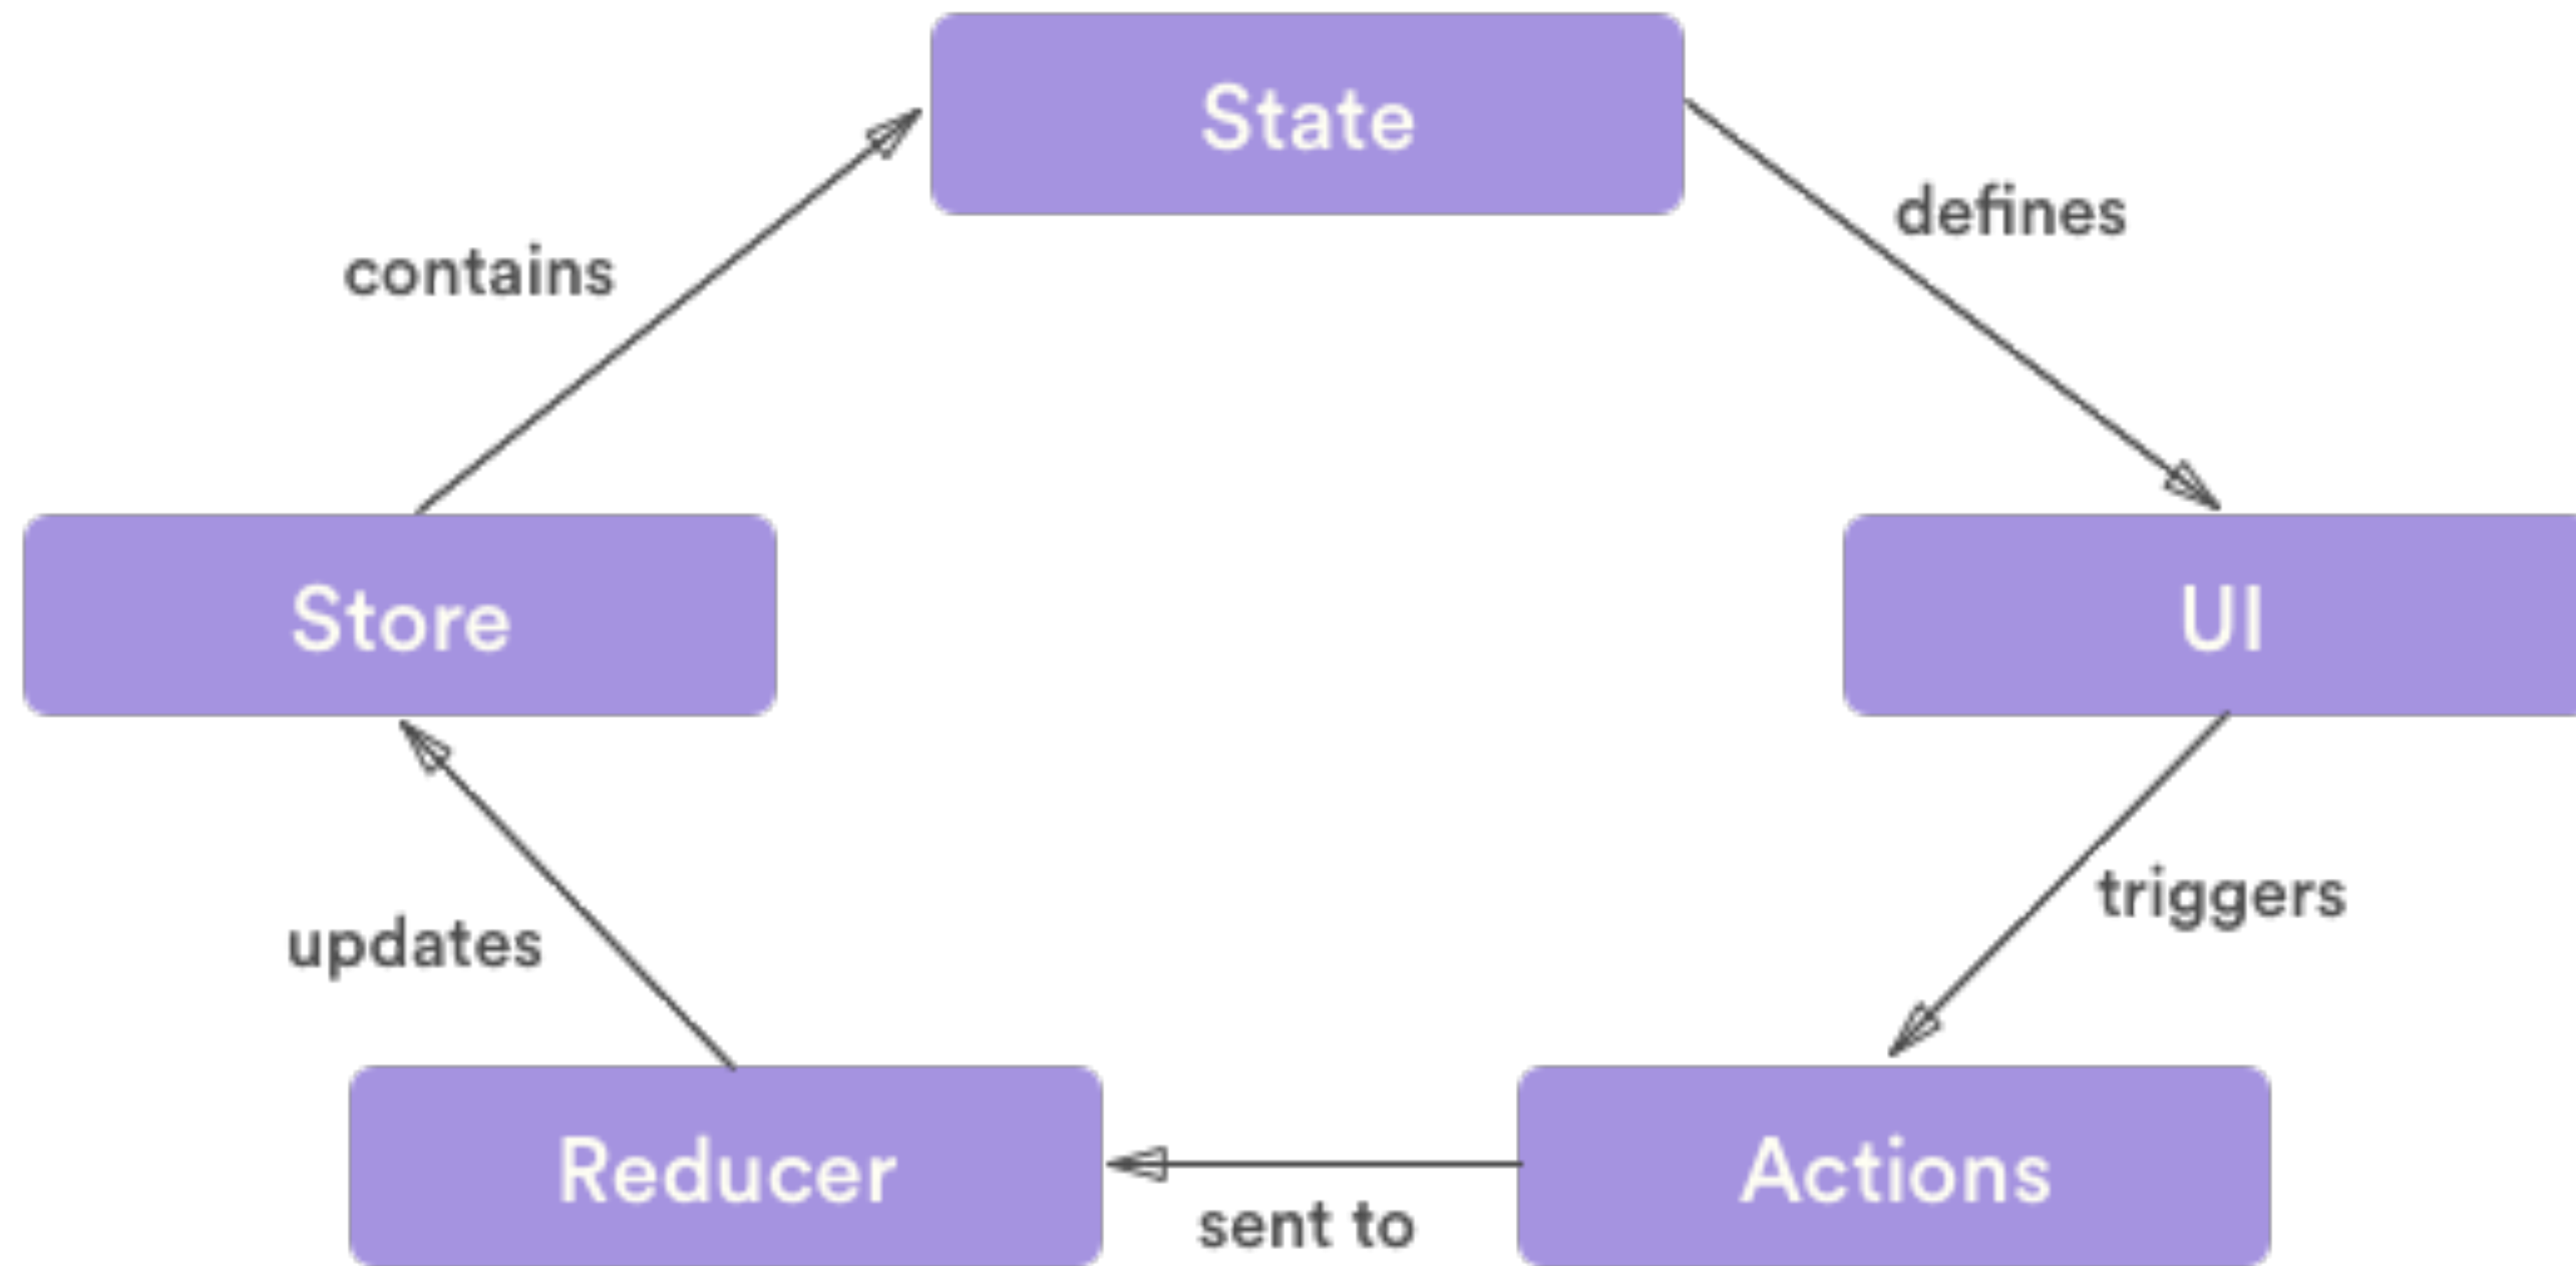 State
defines
contains
Store
UI
triggers
updates
Reducer
Actions
sent to